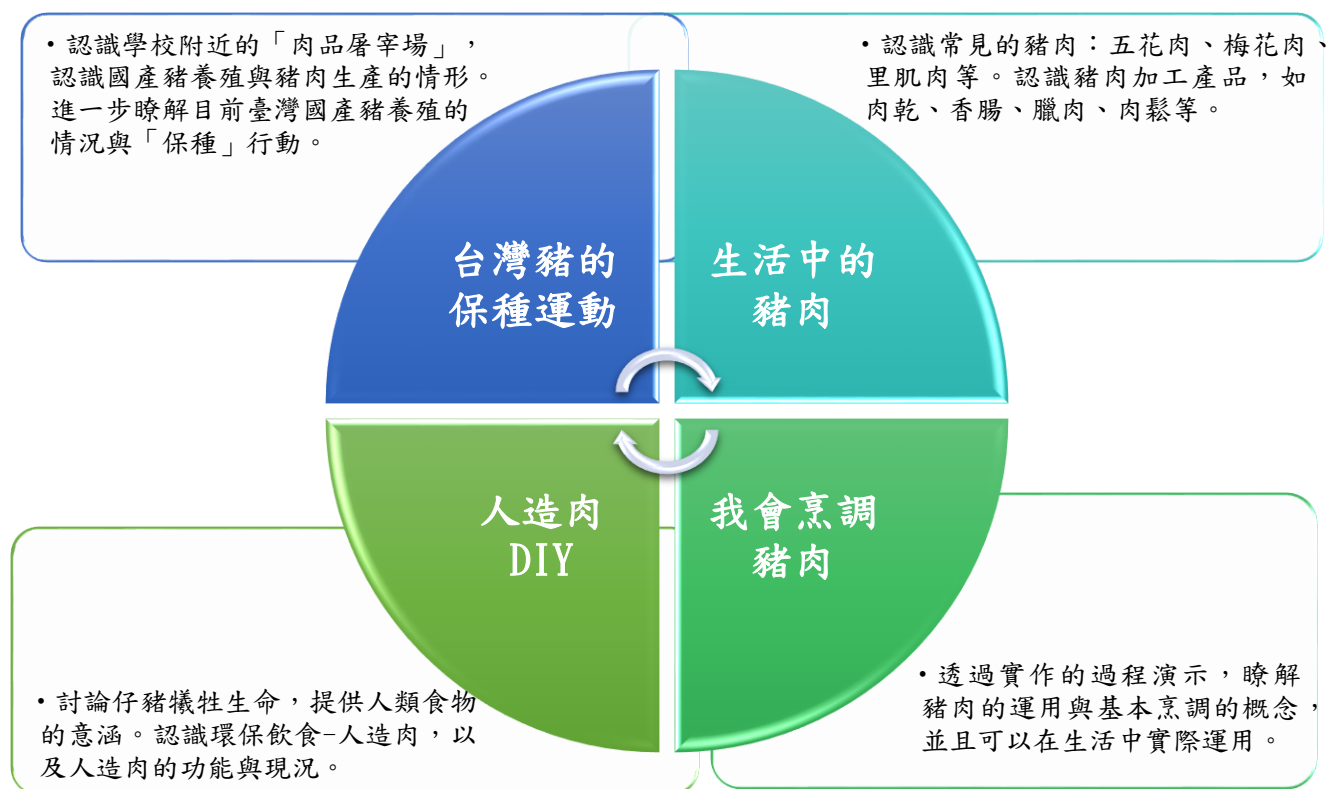 •認識學校附近的「肉品屠宰場」，
認識國產豬養殖與豬肉生產的情形。
進一步瞭解目前臺灣國產豬養殖的
情況與「保種」行動。
•認識常見的豬肉：五花肉、梅花肉、
里肌肉等。認識豬肉加工產品，如
肉乾、香腸、臘肉、肉鬆等。
台灣豬的
保種運動
生活中的
豬肉
人造肉
DIY
我會烹調
豬肉
•討論仔豬犧牲生命，提供人類食物
的意涵。認識環保飲食-人造肉，以
及人造肉的功能與現況。
•透過實作的過程演示，瞭解
豬肉的運用與基本烹調的概念，
並且可以在生活中實際運用。